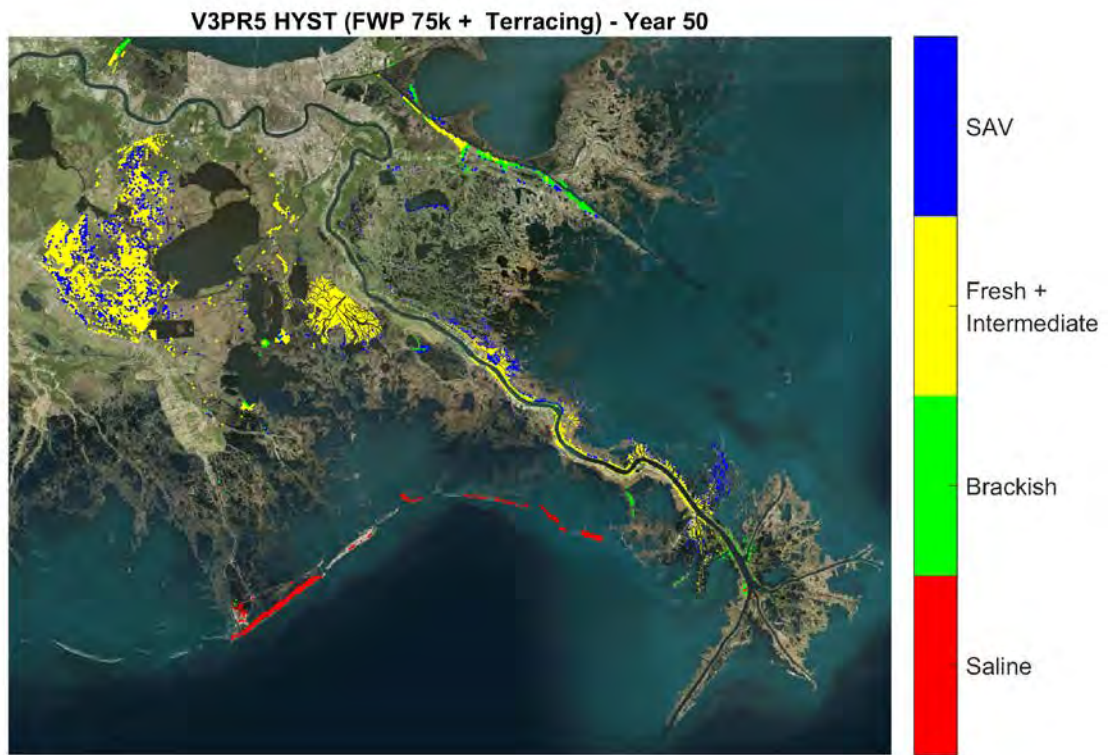 V3PR5 HYST (FWP 75k + Terracing) - Year 50
SAV
Fresh +
Intermediate
Brackish
Saline